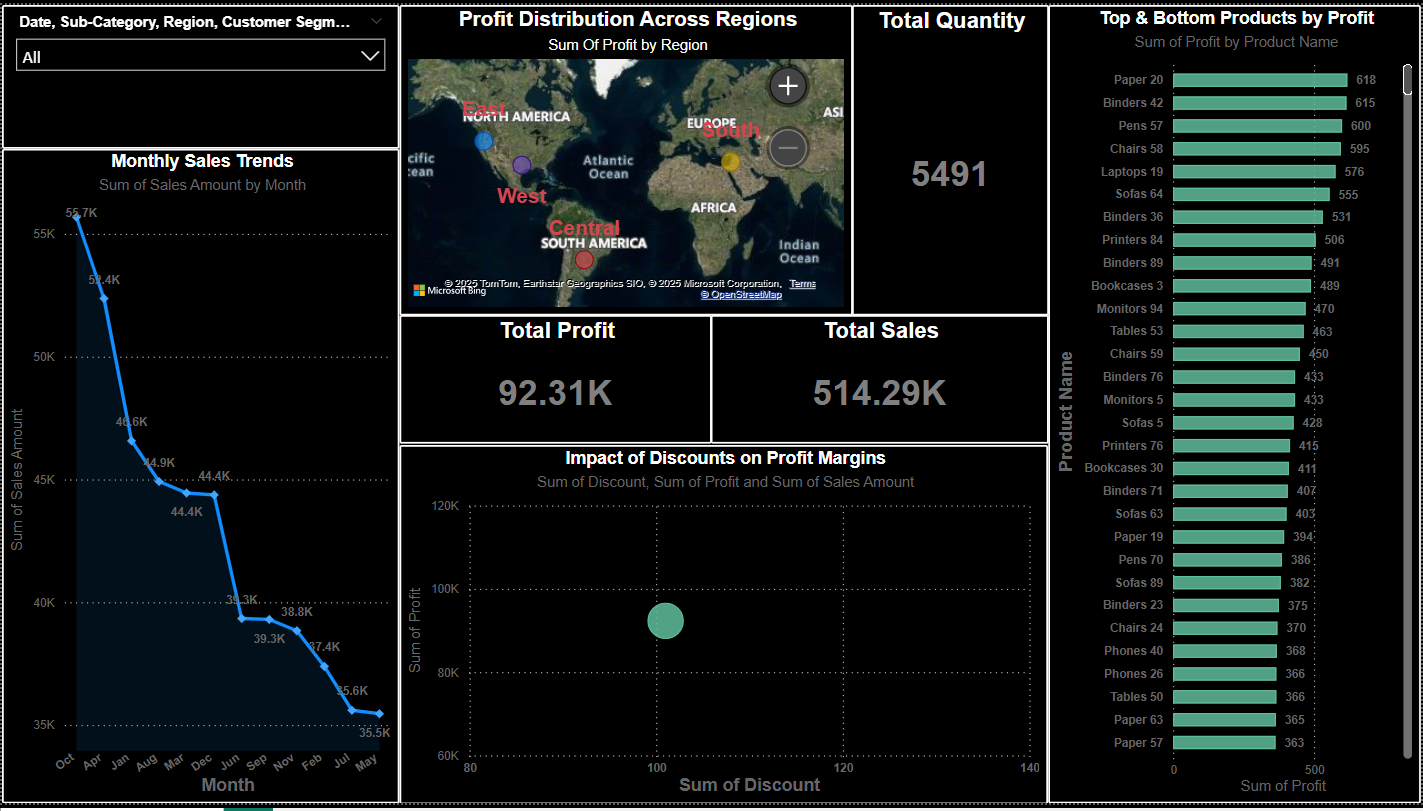 Date, Sub-Category, Region, Customer Segm...
All
Monthly Sales Trends
Sum of Sales Amount by Month
Sum of Sales Amount
55K
50K
45K
40K
35K
55.7K
52.4K
46.6K
44.9K
44.4K
44.4K
39.3K
39.3K
38.8K
37.4K
35.6K
35.5K
Oct
Apr
Jan
Aug
Mar
Dec
Jun
Sep
Nov
Feb
Jul
May
Month
Profit Distribution Across Regions
Sum Of Profit by Region
East
NORTH AMERICA
EUROPE
ASI
South
cific
cean
Atlantic
Ocean
West
AFRICA
Central
SOUTH AMERICA
Indian
Ocean
© 2025 TomTom, Earthstar Geographics SIO, © 2025 Microsoft Corporation, Terms
Microsoft Bing
© OpenStreetMap
Total Quantity
5491
Total Profit
92.31K
Total Sales
514.29K
Impact of Discounts on Profit Margins
Sum of Discount, Sum of Profit and Sum of Sales Amount
Sum of Profit
120K
100K
80K
60K
80
100
120
140
Sum of Discount
Top & Bottom Products by Profit
Sum of Profit by Product Name
Product Name
Paper 20 618
Binders 42 615
Pens 57 600
Chairs 58 595
Laptops 19 576
Sofas 64 555
Binders 36 531
Printers 84 506
Binders 89 491
Bookcases 3 489
Monitors 94 470
Tables 53 463
Chairs 59 450
Binders 76 433
Monitors 5 433
Sofas 5 428
Printers 76 415
Bookcases 30 411
Binders 71 407
Sofas 63 403
Paper 19 394
Pens 70 386
Sofas 89 382
Binders 23 375
Chairs 24 370
Phones 40 368
Phones 26 366
Tables 50 366
Paper 63 365
Paper 57 363
0
500
Sum of Profit